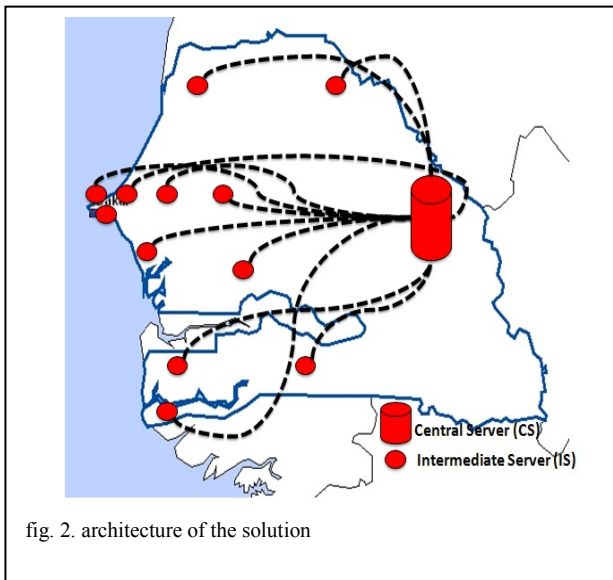 Central Server (CS)
Intermediate Server (IS)
fig. 2. architecture of the solution